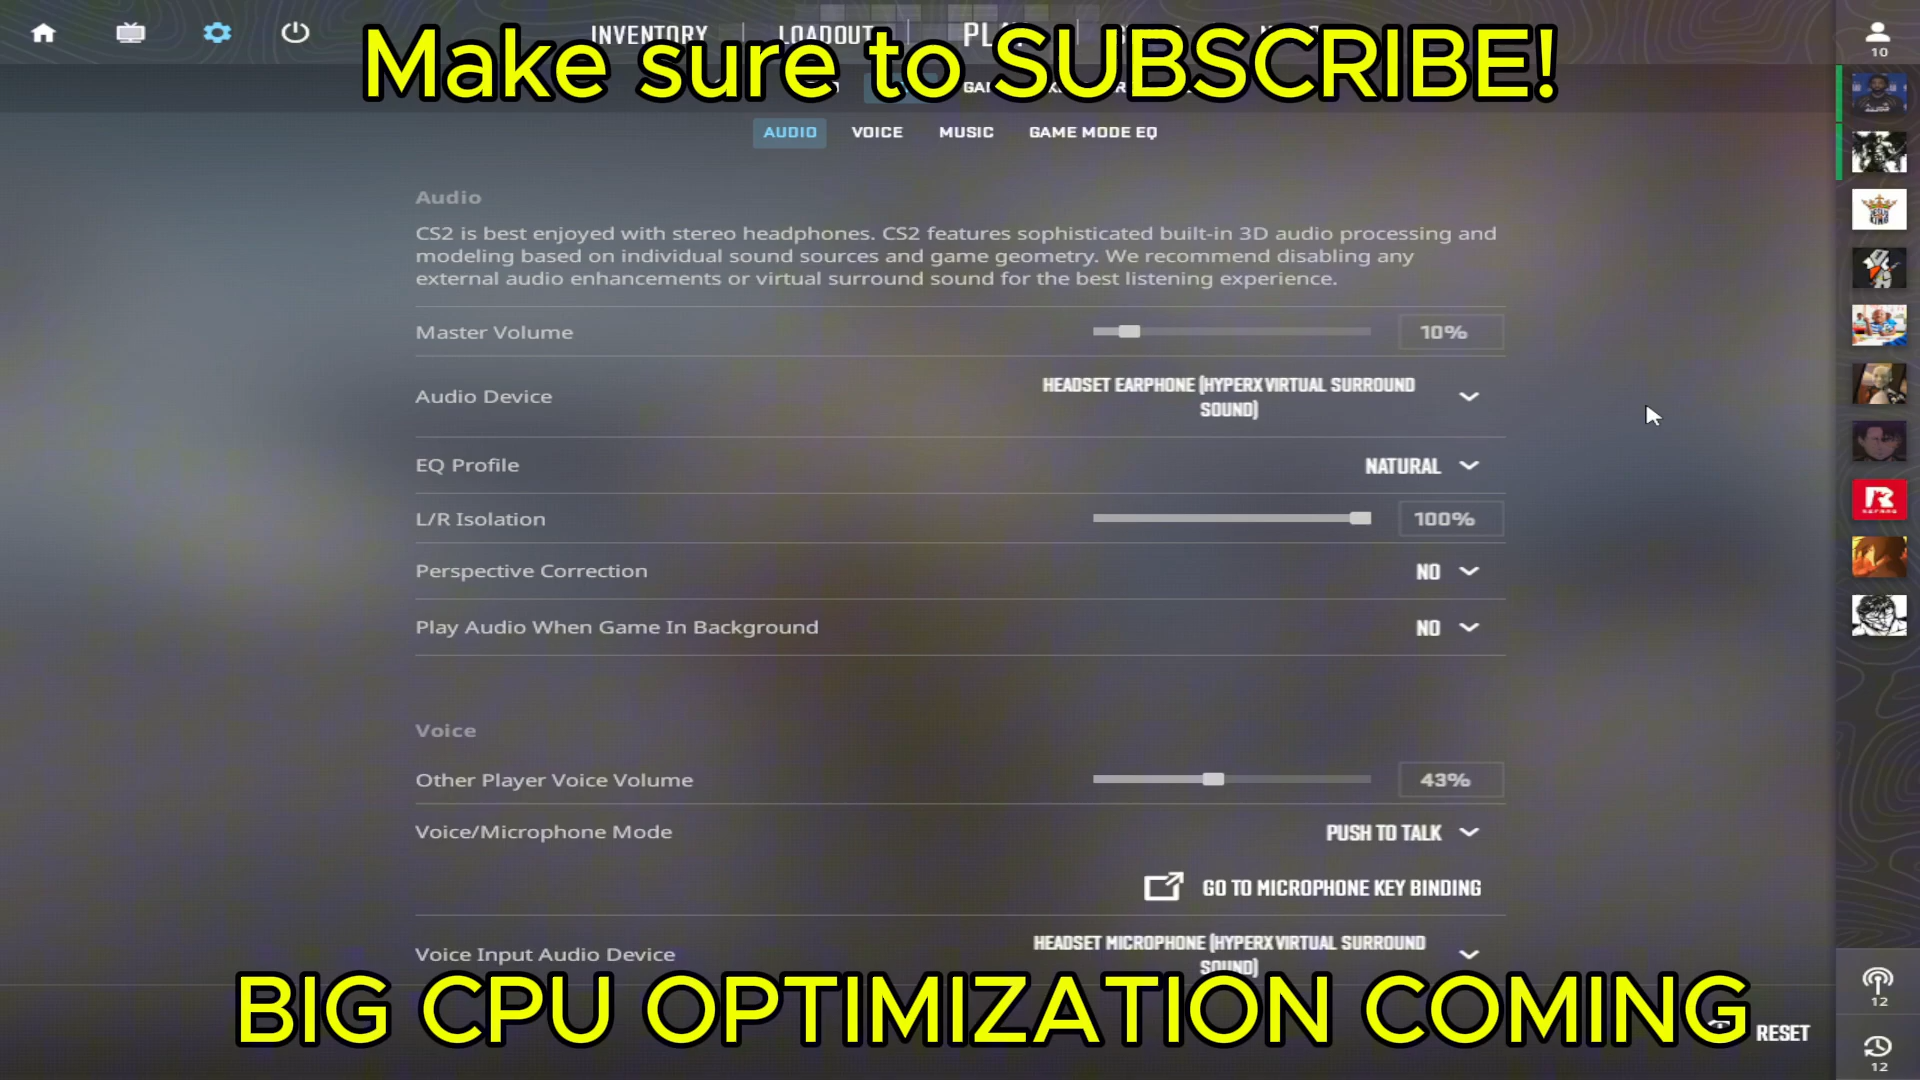 INVENTORY
LOADOUT
Make sure to SUBSCRIBE!
10
AUDIO
VOICE
MUSIC
GAME MODE EQ
Audio
CS2 is best enjoyed with stereo headphones. CS2 features sophisticated built-in 3D audio processing and
modeling based on individual sound sources and game geometry. We recommend disabling any
external audio enhancements or virtual surround sound for the best listening experience.
Master Volume
10%
Audio Device
HEADSET EARPHONE (HYPERX VIRTUAL SURROUND
SOUND)
EQ Profile
NATURAL
L/R Isolation
100%
Perspective Correction
NO
Play Audio When Game In Background
NO
Voice
Other Player Voice Volume
43%
Voice/Microphone Mode
PUSH TO TALK
GO TO MICROPHONE KEY BINDING
Voice Input Audio Device
HEADSET MICROPHONE (HYPERX VIRTUAL SURROUND
SOUND)
BIG CPU OPTIMIZATION COMING
RESET
12
12